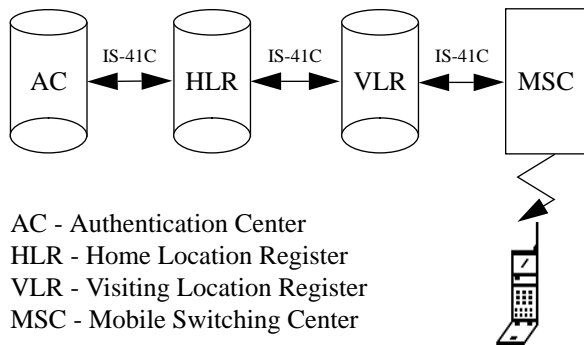 IS-41C IS-41C IS-41C
AC HLR VLR MSC
AC - Authentication Center
HLR - Home Location Register
VLR - Visiting Location Register
MSC - Mobile Switching Center